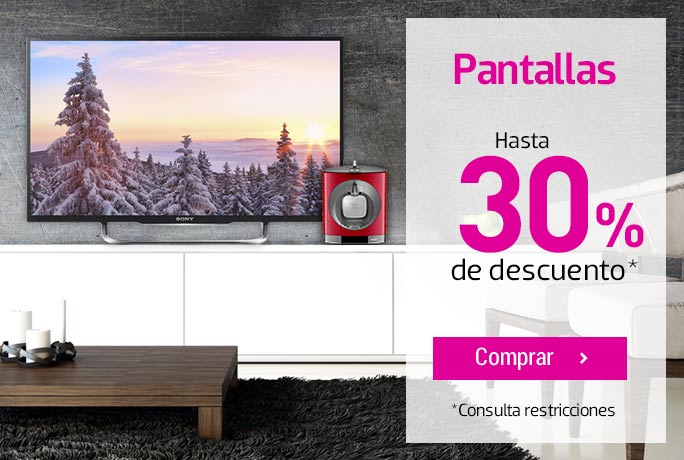 SONY
Pantallas
Hasta
30%
de descuento*
Comprar >
*Consulta restricciones